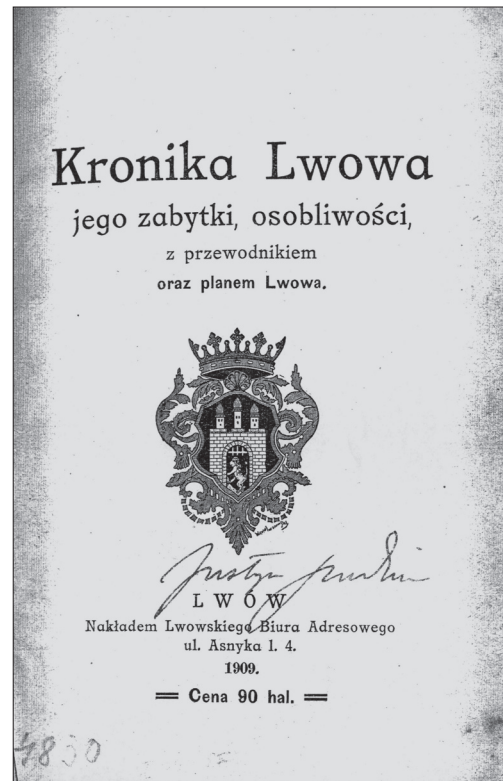 Kronika Lwowa
jego zabytki, osobliwości,
z przewodnikiem
oraz planem Lwowa.
LWÓW
Nakładem Lwowskiego Biura Adresowego
ul. Asnyka l. 4.
1909.
Cena 90 hal.